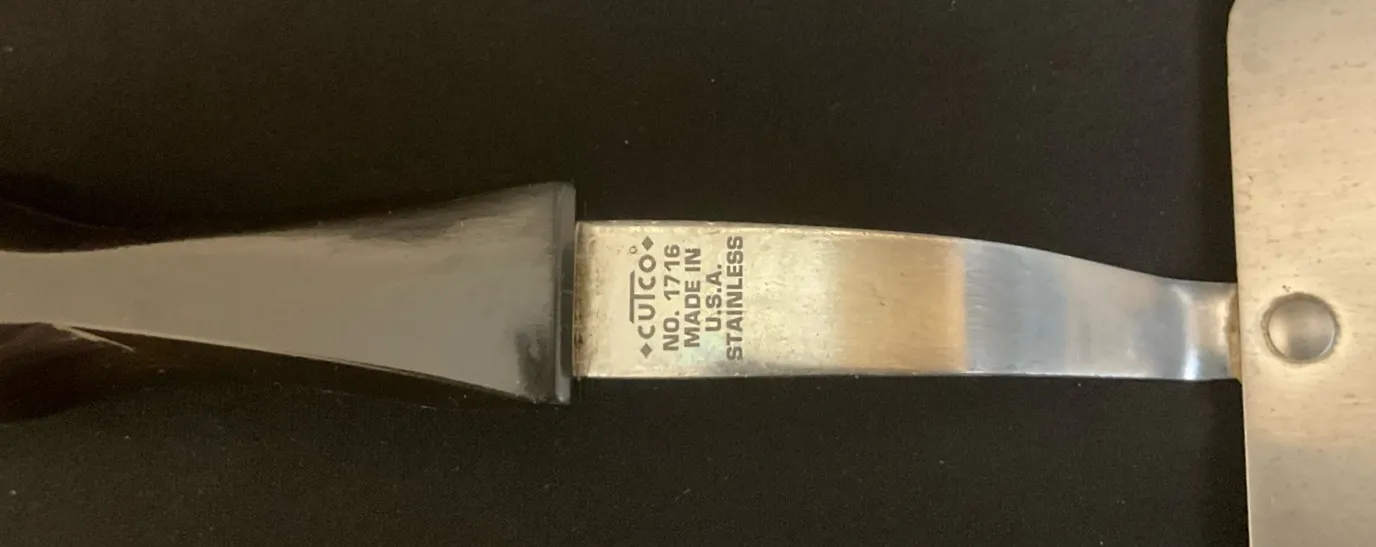 CUTCO
NO. 1716
MADE IN
U.S.A.
STAINLESS